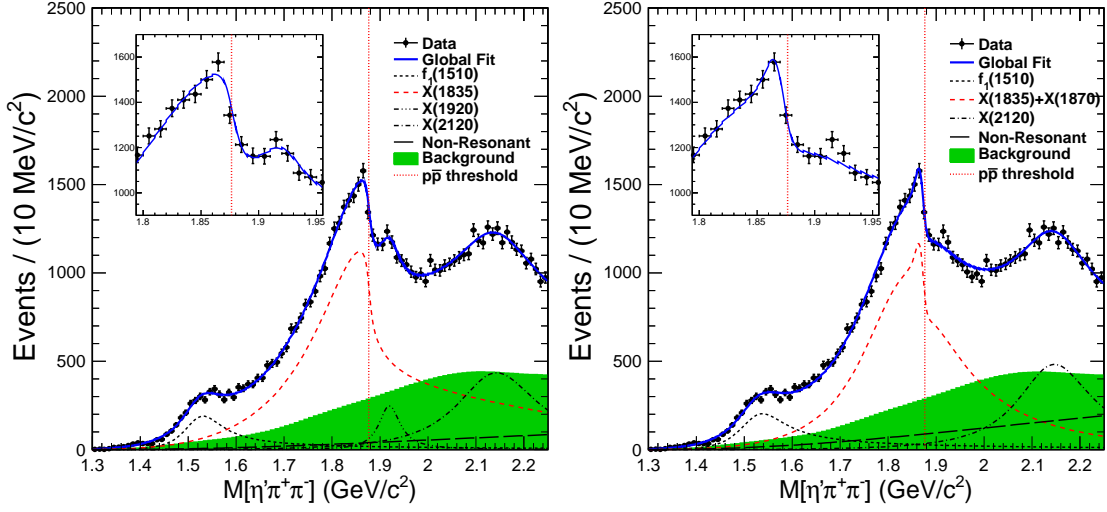 Events / (10 MeV/c²)
2500
2000
1500
1000
500
0
1600
1400
1200
1000
1.8 1.85 1.9 1.95
Data
Global Fit
f₁(1510)
X(1835)
X(1920)
X(2120)
Non-Resonant
Background
pp̅ threshold
1.3 1.4 1.5 1.6 1.7 1.8 1.9 2 2.1 2.2
M[η'π⁺π⁻] (GeV/c²)
Events / (10 MeV/c²)
2500
2000
1500
1000
500
0
1600
1400
1200
1000
1.8 1.85 1.9 1.95
Data
Global Fit
f₁(1510)
X(1835)+X(1870)
X(2120)
Non-Resonant
Background
pp̅ threshold
1.3 1.4 1.5 1.6 1.7 1.8 1.9 2 2.1 2.2
M[η'π⁺π⁻] (GeV/c²)